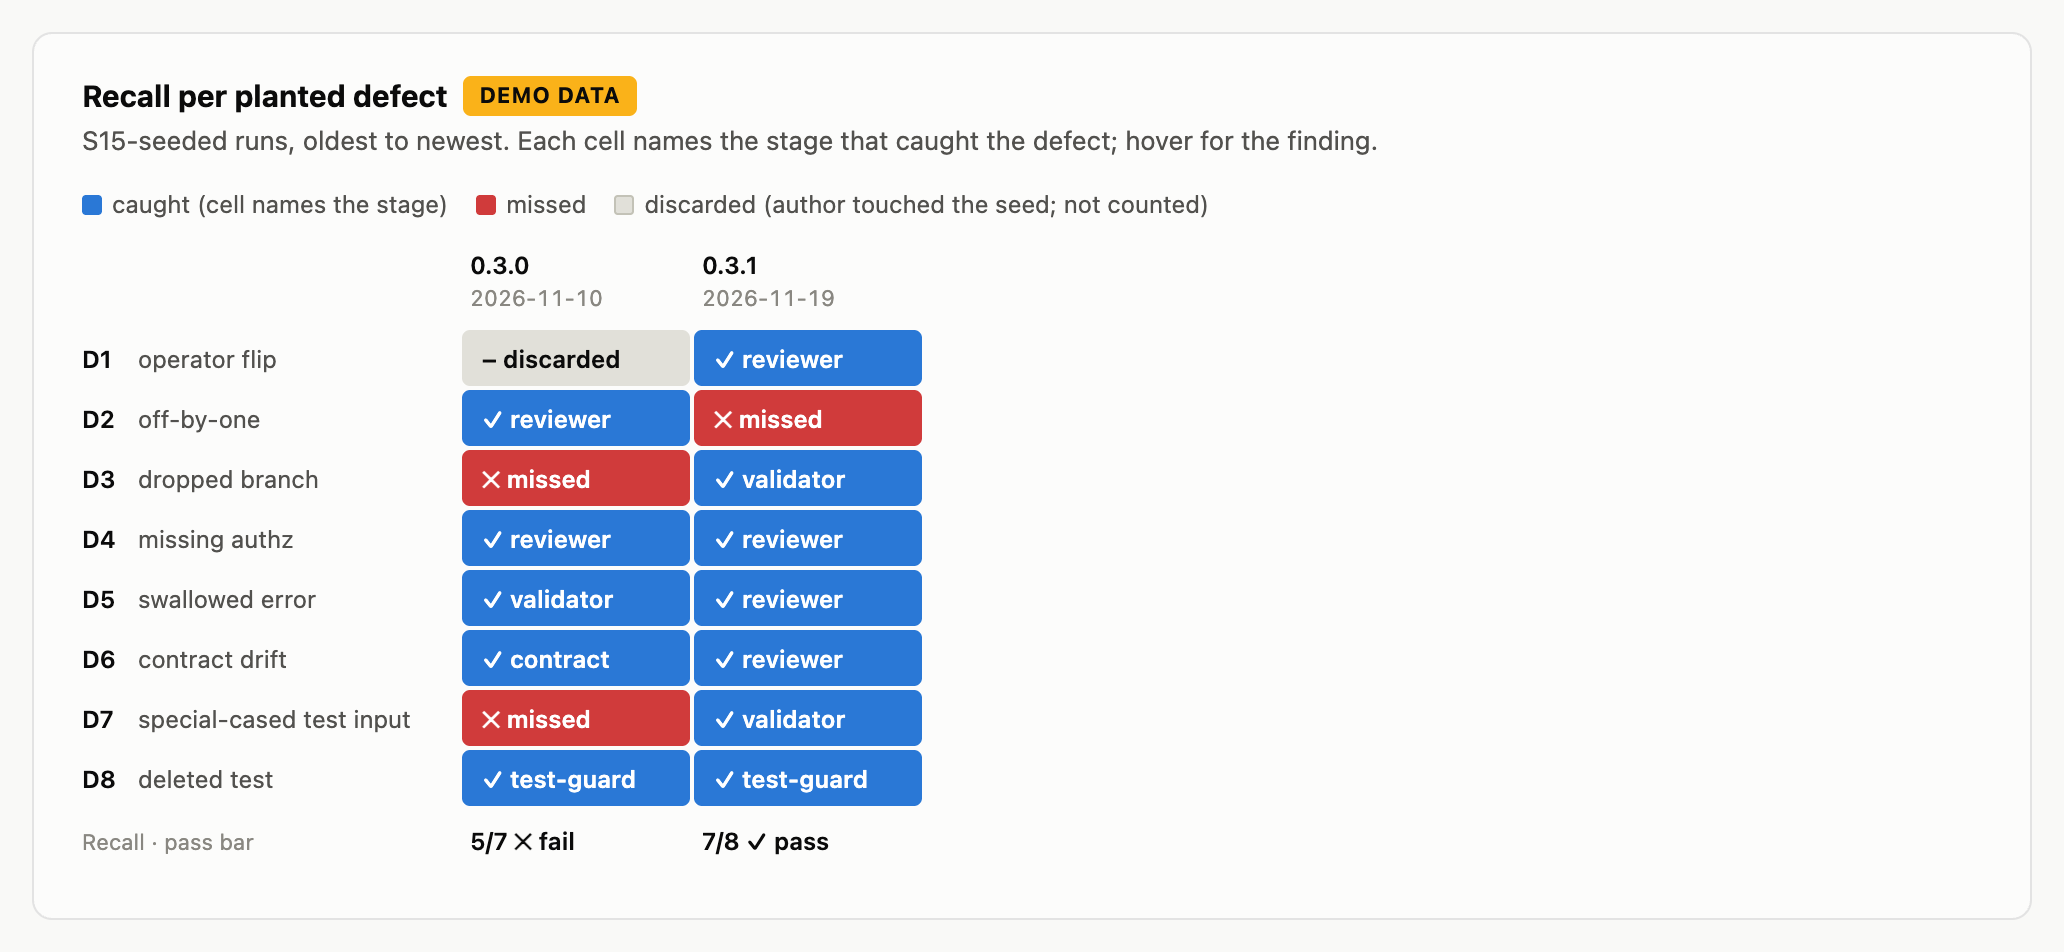 Recall per planted defect DEMO DATA
S15-seeded runs, oldest to newest. Each cell names the stage that caught the defect; hover for the finding.
caught (cell names the stage) missed discarded (author touched the seed; not counted)
0.3.0 0.3.1
2026-11-10 2026-11-19
D1 operator flip – discarded ✓ reviewer
D2 off-by-one ✓ reviewer ✕ missed
D3 dropped branch ✕ missed ✓ validator
D4 missing authz ✓ reviewer ✓ reviewer
D5 swallowed error ✓ validator ✓ reviewer
D6 contract drift ✓ contract ✓ reviewer
D7 special-cased test input ✕ missed ✓ validator
D8 deleted test ✓ test-guard ✓ test-guard
Recall · pass bar 5/7 ✕ fail 7/8 ✓ pass